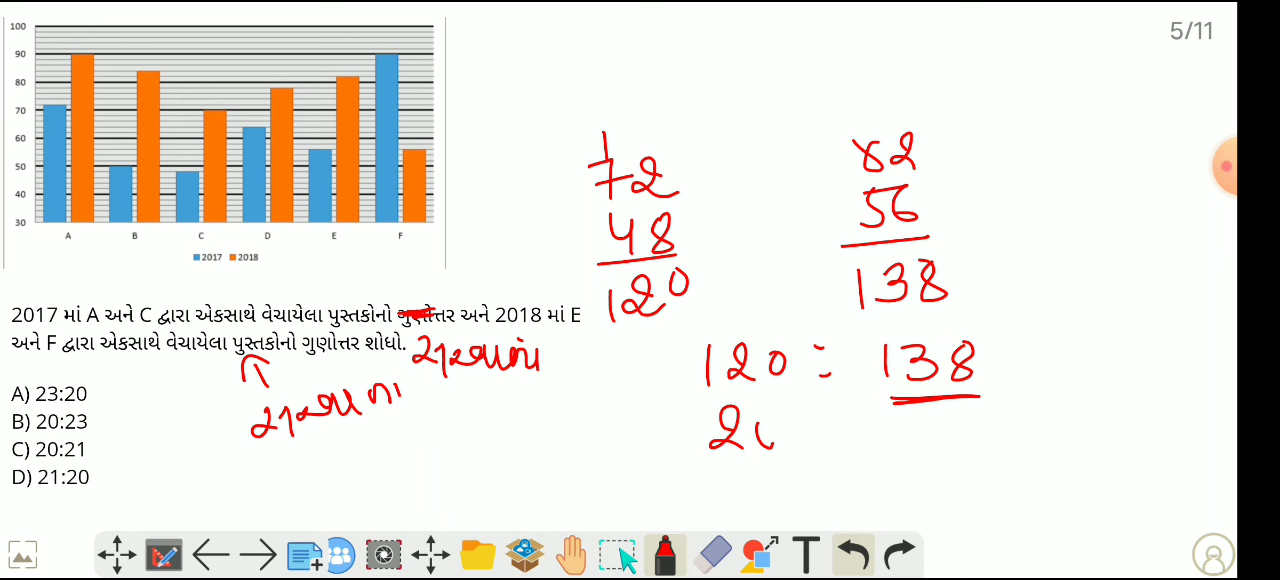 5/11
100
90
80
70
60
50
40
30
A B C D E F
2017 2018
72
48
120
82
56
138
120 : 138
20
2017 માં A અને C દ્વારા એકસાથે વેચાયેલા પુસ્તકોનો ગુણોત્તર અને 2018 માં E
અને F દ્વારા એકસાથે વેચાયેલા પુસ્તકોનો ગુણોત્તર શોધો.
A) 23:20
B) 20:23
C) 20:21
D) 21:20
T